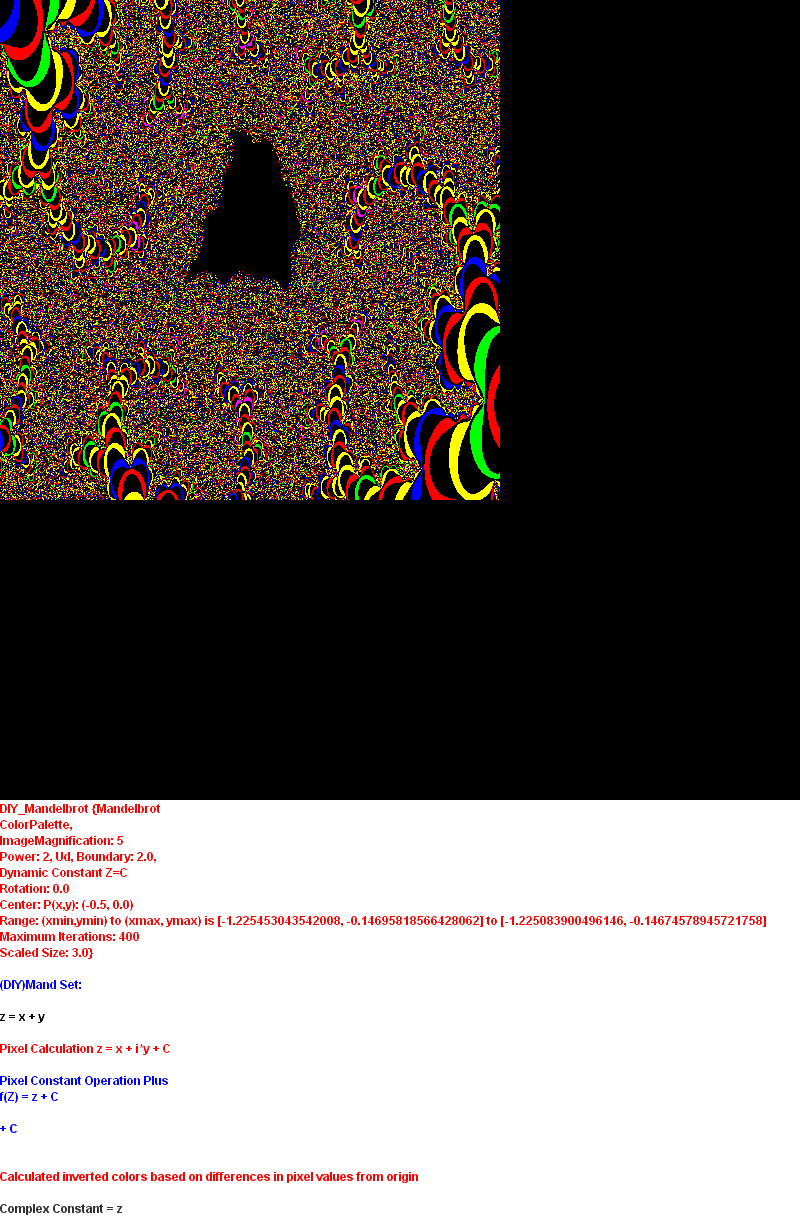 DIY_Mandelbrot {Mandelbrot
ColorPalette,
ImageMagnification: 5
Power: 2, Ud, Boundary: 2.0,
Dynamic Constant Z=C
Rotation: 0.0
Center: P(x,y): (-0.5, 0.0)
Range: (xmin,ymin) to (xmax, ymax) is [-1.225453043542008, -0.14695818566428062] to [-1.225083900496146, -0.14674578945721758]
Maximum Iterations: 400
Scaled Size: 3.0}
(DIY)Mand Set:
z = x + y
Pixel Calculation z = x + i*y + C
Pixel Constant Operation Plus
f(Z) = z + C
+ C
Calculated inverted colors based on differences in pixel values from origin
Complex Constant = z